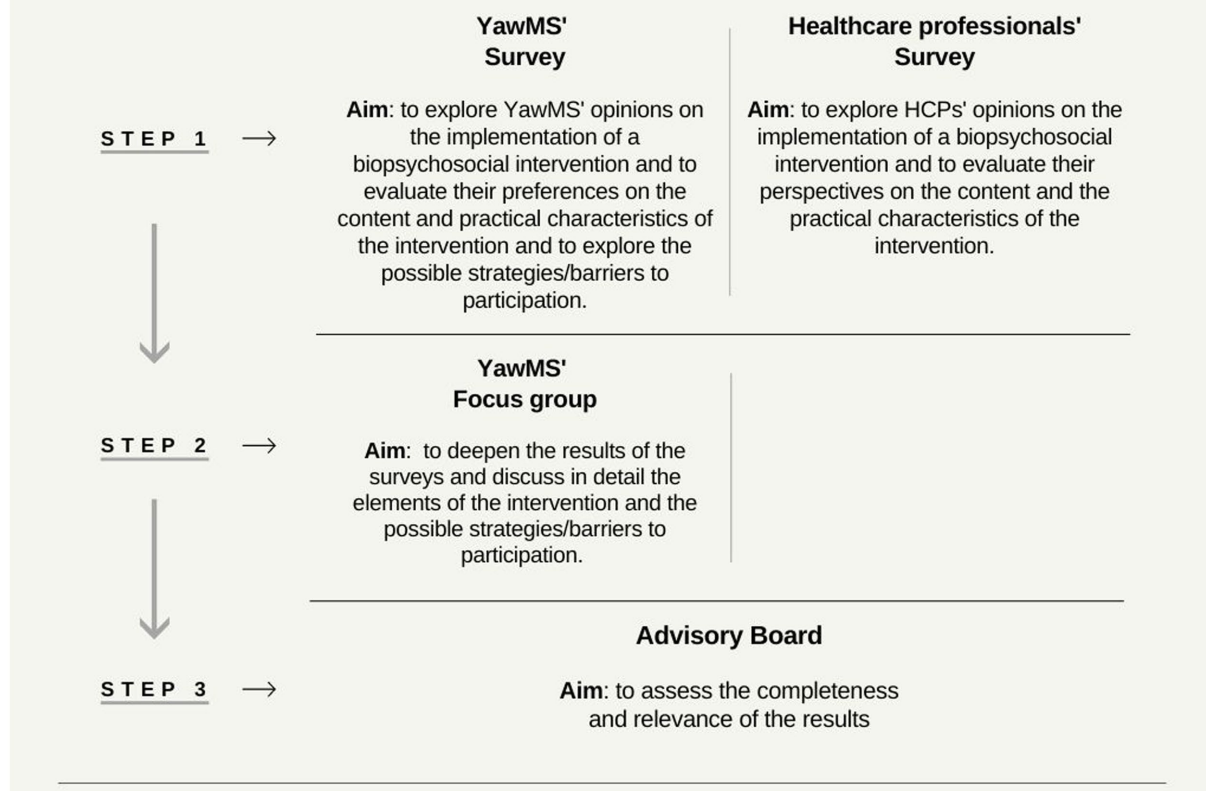 YawMS'
Survey
Healthcare professionals'
Survey
STEP 1 →
Aim: to explore YawMS' opinions on
the implementation of a
biopsychosocial intervention and to
evaluate their preferences on the
content and practical characteristics of
the intervention and to explore the
possible strategies/barriers to
participation.
Aim: to explore HCPs' opinions on the
implementation of a biopsychosocial
intervention and to evaluate their
perspectives on the content and the
practical characteristics of the
intervention.
YawMS'
Focus group
STEP 2 →
Aim:  to deepen the results of the
surveys and discuss in detail the
elements of the intervention and the
possible strategies/barriers to
participation.
Advisory Board
STEP 3 →
Aim: to assess the completeness
and relevance of the results